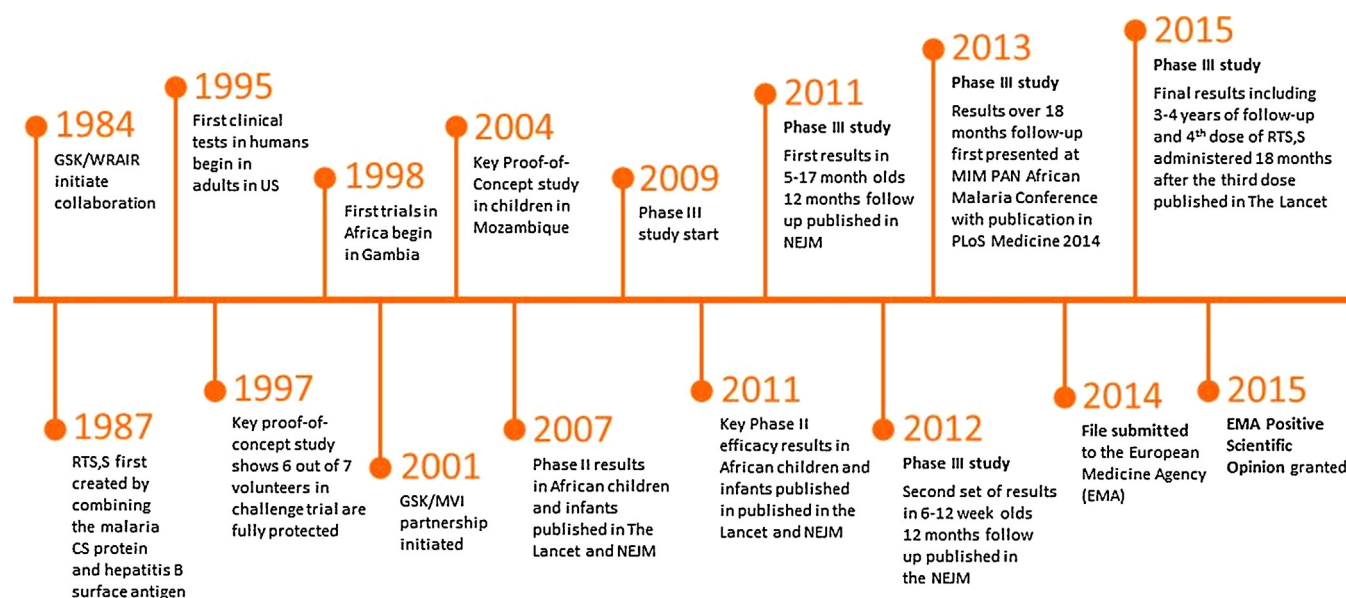 1984
GSK/WRAIR
initiate
collaboration
1987
RTS,S first
created by
combining
the malaria
CS protein
and hepatitis B
surface antigen
1995
First clinical
tests in humans
begin in
adults in US
1997
Key proof-of-
concept study
shows 6 out of 7
volunteers in
challenge trial are
fully protected
1998
First trials in
Africa begin
in Gambia
2001
GSK/MVI
partnership
initiated
2004
Key Proof-of-
Concept study
in children in
Mozambique
2007
Phase II results
in African children
and infants
published in The
Lancet and NEJM
2009
Phase III
study start
2011
Key Phase II
efficacy results in
African children and
infants published
in published in the
Lancet and NEJM
2011
Phase III study
First results in
5-17 month olds
12 months follow
up published in
NEJM
2012
Phase III study
Second set of results
in 6-12 week olds
12 months follow
up published in
the NEJM
2013
Phase III study
Results over 18
months follow-up
first presented at
MIM PAN African
Malaria Conference
with publication in
PLoS Medicine 2014
2014
File submitted
to the European
Medicine Agency
(EMA)
2015
Phase III study
Final results including
3-4 years of follow-up
and 4th dose of RTS,S
administered 18 months
after the third dose
published in The Lancet
2015
EMA Positive
Scientific
Opinion granted